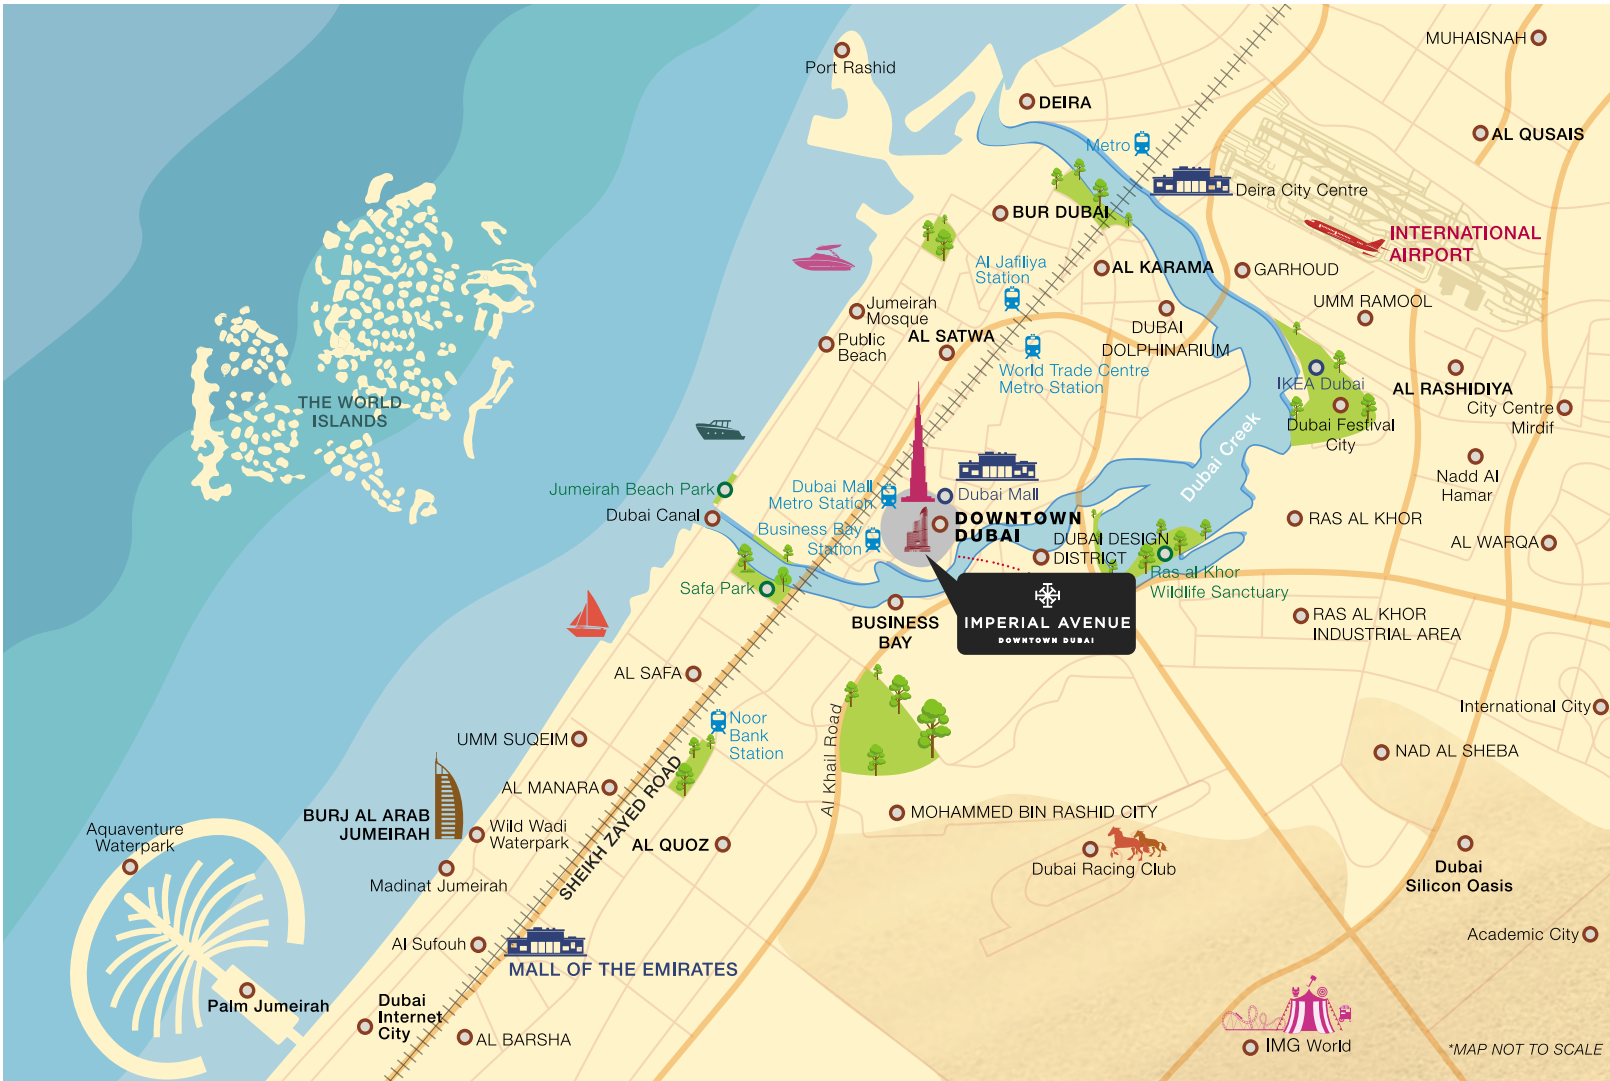 MUHAISNAH
Port Rashid
DEIRA
AL QUSAIS
Metro
Deira City Centre
BUR DUBAI
INTERNATIONAL
AIRPORT
Al Jafiliya
Station
AL KARAMA
GARHOUD
UMM RAMOOL
Jumeirah
Mosque
DUBAI
DOLPHINARIUM
Public
Beach
AL SATWA
World Trade Centre
Metro Station
IKEA Dubai
AL RASHIDIYA
THE WORLD
ISLANDS
City Centre
Mirdif
Dubai Festival
City
Dubai Creek
Nadd Al
Hamar
Jumeirah Beach Park
Dubai Mall
Metro Station
Dubai Mall
Dubai Canal
DOWNTOWN
DUBAI
RAS AL KHOR
Business Bay
Station
DUBAI DESIGN
DISTRICT
AL WARQA
Safa Park
Ras al Khor
Wildlife Sanctuary
IMPERIAL AVENUE
DOWNTOWN DUBAI
BUSINESS
BAY
RAS AL KHOR
INDUSTRIAL AREA
AL SAFA
International City
Noor
Bank
Station
UMM SUQEIM
Al Khail Road
NAD AL SHEBA
AL MANARA
SHEIKH ZAYED ROAD
MOHAMMED BIN RASHID CITY
BURJ AL ARAB
JUMEIRAH
Wild Wadi
Waterpark
Aquaventure
Waterpark
AL QUOZ
Dubai Racing Club
Dubai
Silicon Oasis
Madinat Jumeirah
Al Sufouh
Academic City
MALL OF THE EMIRATES
Palm Jumeirah
Dubai
Internet
City
AL BARSHA
IMG World
*MAP NOT TO SCALE